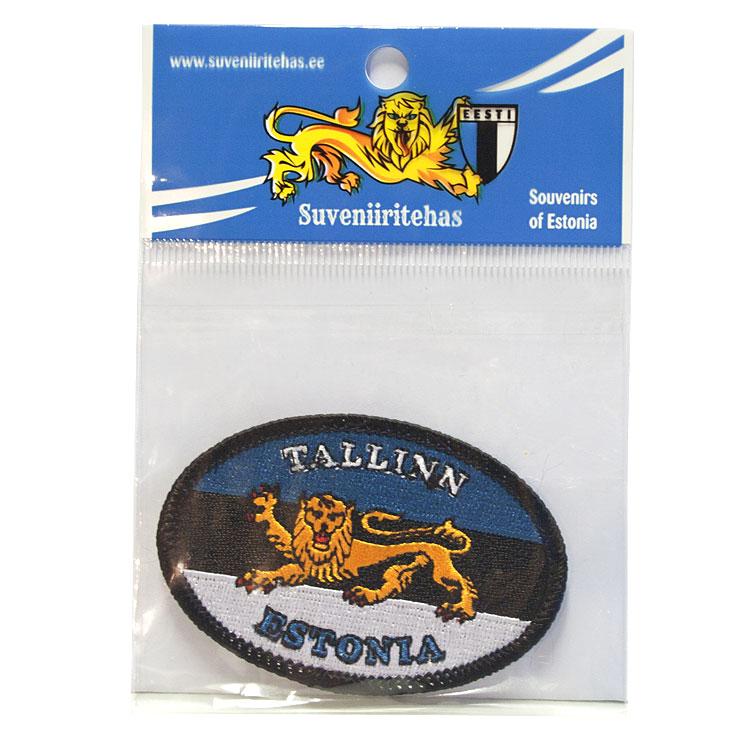 www.suveniiritehas.ee
EESTI
Suveniiritehas
Souvenirs
of Estonia
TALLINN
ESTONIA